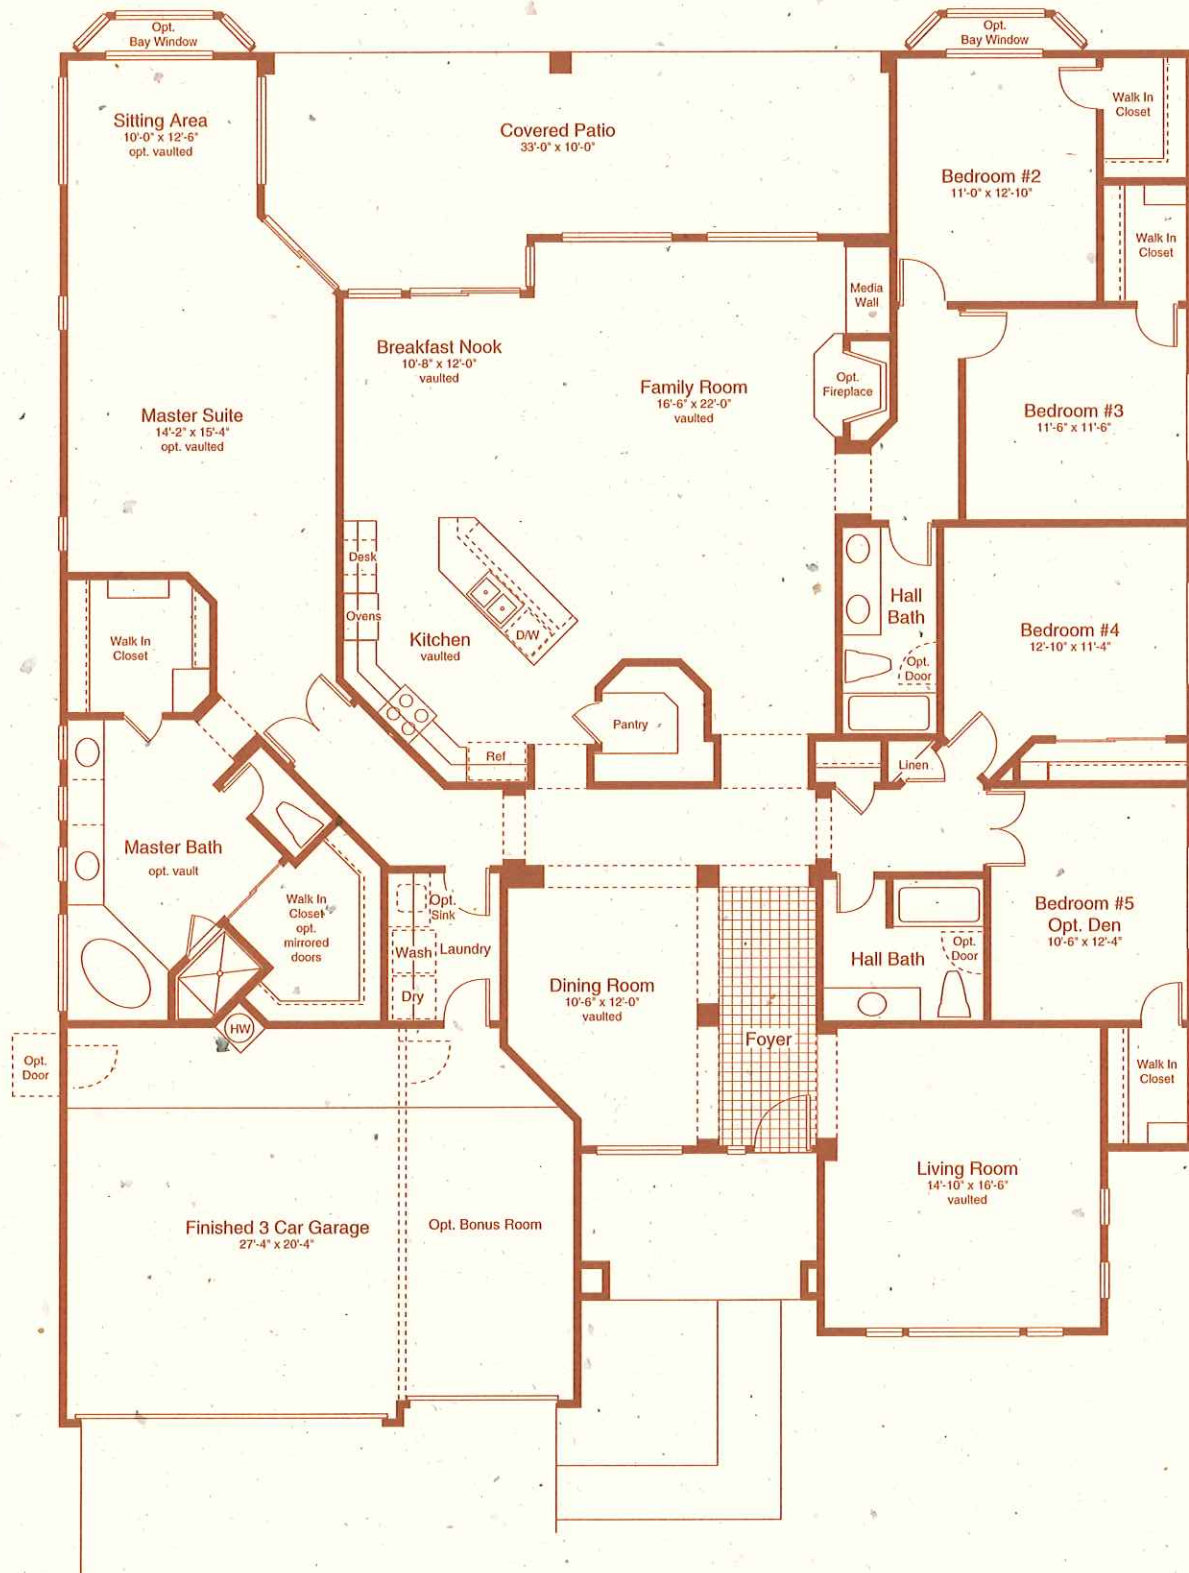 Opt.
Bay Window
Opt.
Bay Window
Sitting Area
10'-0" x 12'-6"
opt. vaulted
Covered Patio
33'-0" x 10'-0"
Bedroom #2
11'-0" x 12'-10"
Walk In
Closet
Walk In
Closet
Media
Wall
Breakfast Nook
10'-8" x 12'-0"
vaulted
Family Room
16'-6" x 22'-0"
vaulted
Opt.
Fireplace
Master Suite
14'-2" x 15'-4"
opt. vaulted
Bedroom #3
11'-6" x 11'-6"
Desk
Ovens
Kitchen
vaulted
D/W
Hall
Bath
Opt.
Door
Bedroom #4
12'-10" x 11'-4"
Walk In
Closet
Pantry
Ref
Linen
Master Bath
opt. vault
Walk In
Closet
opt.
mirrored
doors
Opt.
Sink
Wash
Laundry
Dry
Dining Room
10'-6" x 12'-0"
vaulted
Foyer
Hall Bath
Opt.
Door
Bedroom #5
Opt. Den
10'-6" x 12'-4"
HW
Opt.
Door
Walk In
Closet
Living Room
14'-10" x 16'-6"
vaulted
Finished 3 Car Garage
27'-4" x 20'-4"
Opt. Bonus Room